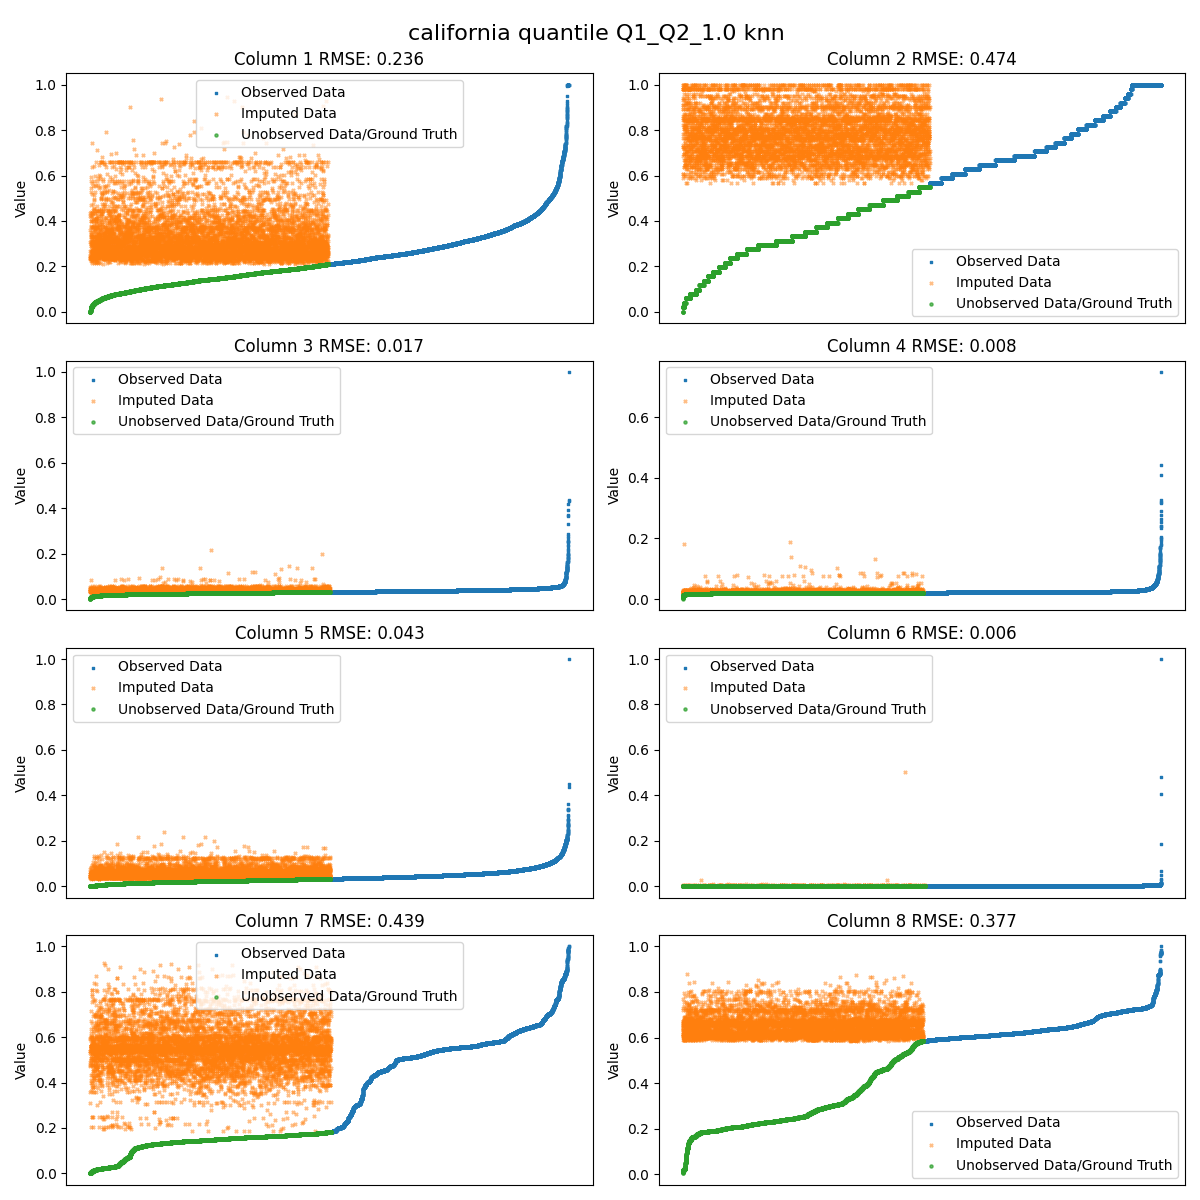 california quantile Q1_Q2_1.0 knn
Column 1 RMSE: 0.236
Value
1.0
0.8
0.6
0.4
0.2
0.0
Observed Data
Imputed Data
Unobserved Data/Ground Truth
Column 2 RMSE: 0.474
Value
1.0
0.8
0.6
0.4
0.2
0.0
Observed Data
Imputed Data
Unobserved Data/Ground Truth
Column 3 RMSE: 0.017
Value
1.0
0.8
0.6
0.4
0.2
0.0
Observed Data
Imputed Data
Unobserved Data/Ground Truth
Column 4 RMSE: 0.008
Value
0.6
0.4
0.2
0.0
Observed Data
Imputed Data
Unobserved Data/Ground Truth
Column 5 RMSE: 0.043
Value
1.0
0.8
0.6
0.4
0.2
0.0
Observed Data
Imputed Data
Unobserved Data/Ground Truth
Column 6 RMSE: 0.006
Value
1.0
0.8
0.6
0.4
0.2
0.0
Observed Data
Imputed Data
Unobserved Data/Ground Truth
Column 7 RMSE: 0.439
Value
1.0
0.8
0.6
0.4
0.2
0.0
Observed Data
Imputed Data
Unobserved Data/Ground Truth
Column 8 RMSE: 0.377
Value
1.0
0.8
0.6
0.4
0.2
0.0
Observed Data
Imputed Data
Unobserved Data/Ground Truth